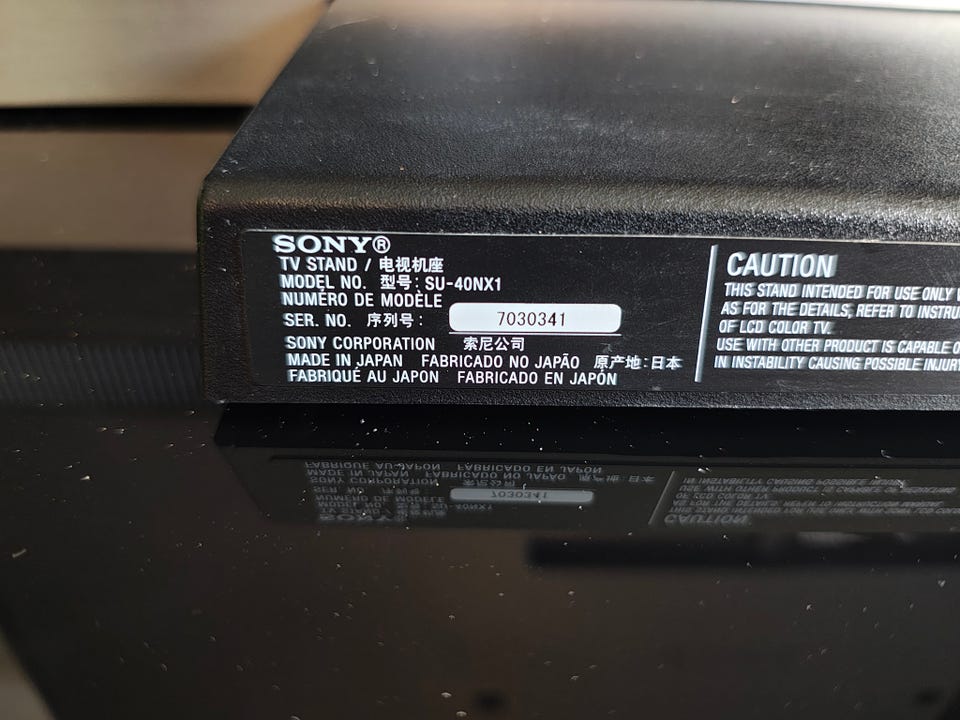 SONY®
TV STAND / 电视机座
MODEL NO. 型号: SU-40NX1
NUMÉRO DE MODÈLE
SER. NO. 序列号: 7030341
SONY CORPORATION 索尼公司
MADE IN JAPAN FABRICADO NO JAPÃO 原产地:日本
FABRIQUÉ AU JAPON FABRICADO EN JAPÓN
CAUTION
THIS STAND INTENDED FOR USE ONLY
AS FOR THE DETAILS, REFER TO
OF LCD COLOR TV.
USE WITH OTHER PRODUCT IS CAPABLE
IN INSTABILITY CAUSING POSSIBLE